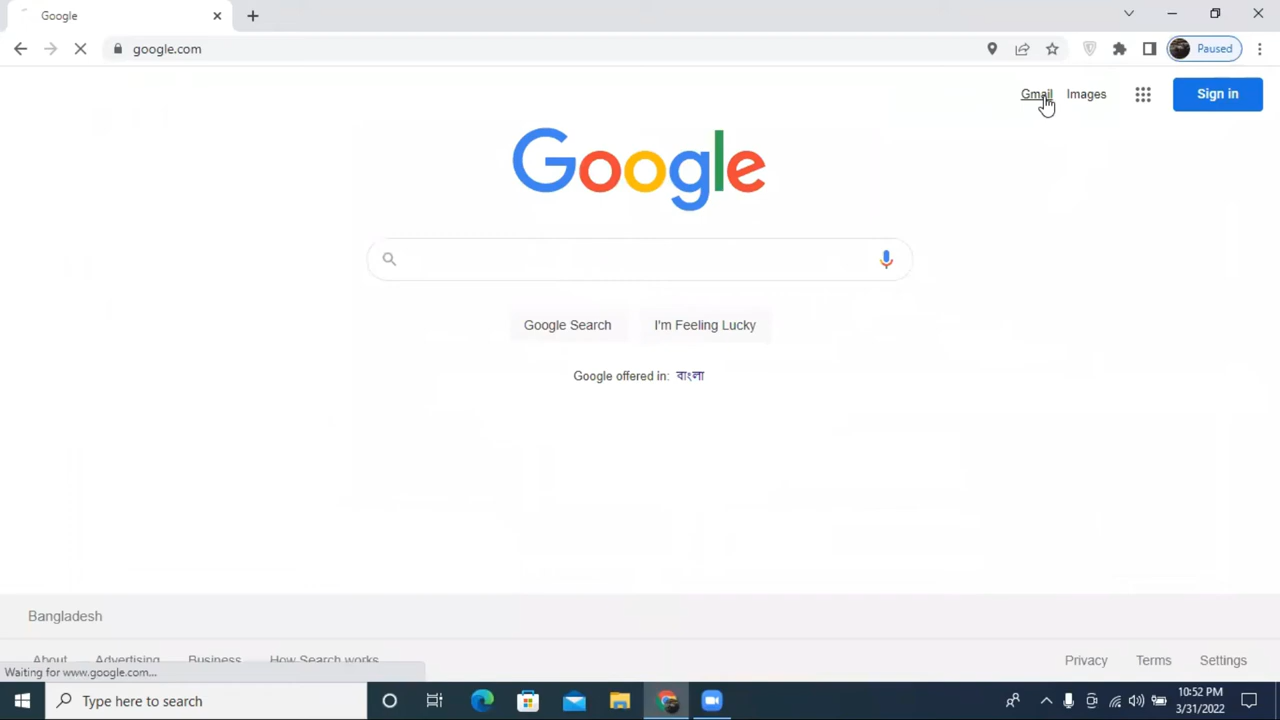 Google
google.com
Paused
Gmail Images Sign in
Google
Google Search I'm Feeling Lucky
Google offered in: বাংলা
Bangladesh
About Advertising Business How Search works
Privacy Terms Settings
Waiting for www.google.com...
Type here to search
10:52 PM
3/31/2022